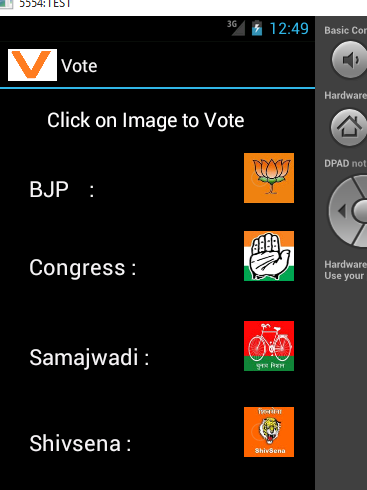 5554:TEST
3G 12:49
Basic Con
Vote
Hardware
Click on Image to Vote
DPAD not
BJP :
Congress :
Hardware
Use your
Samajwadi :
चुनाव निशान
Shivsena :
शिवसेना
ShivSena